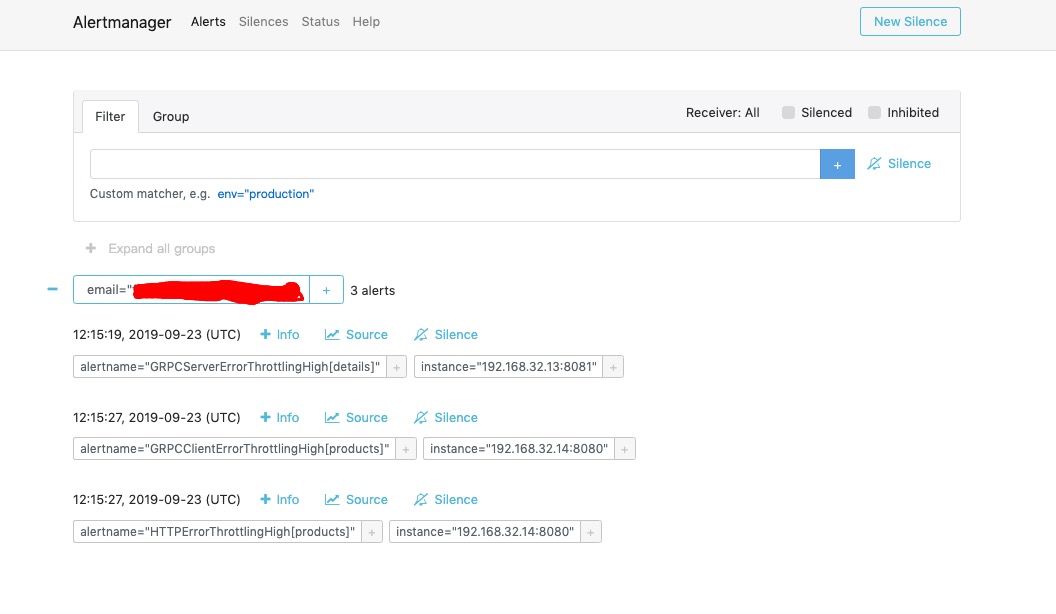 Alertmanager Alerts Silences Status Help New Silence
Filter Group Receiver: All Silenced Inhibited
+ Silence
Custom matcher, e.g. env="production"
+ Expand all groups
email=" + 3 alerts
12:15:19, 2019-09-23 (UTC) + Info Source Silence
alertname="GRPCServerErrorThrottlingHigh[details]" + instance="192.168.32.13:8081" +
12:15:27, 2019-09-23 (UTC) + Info Source Silence
alertname="GRPCClientErrorThrottlingHigh[products]" + instance="192.168.32.14:8080" +
12:15:27, 2019-09-23 (UTC) + Info Source Silence
alertname="HTTPErrorThrottlingHigh[products]" + instance="192.168.32.14:8080" +